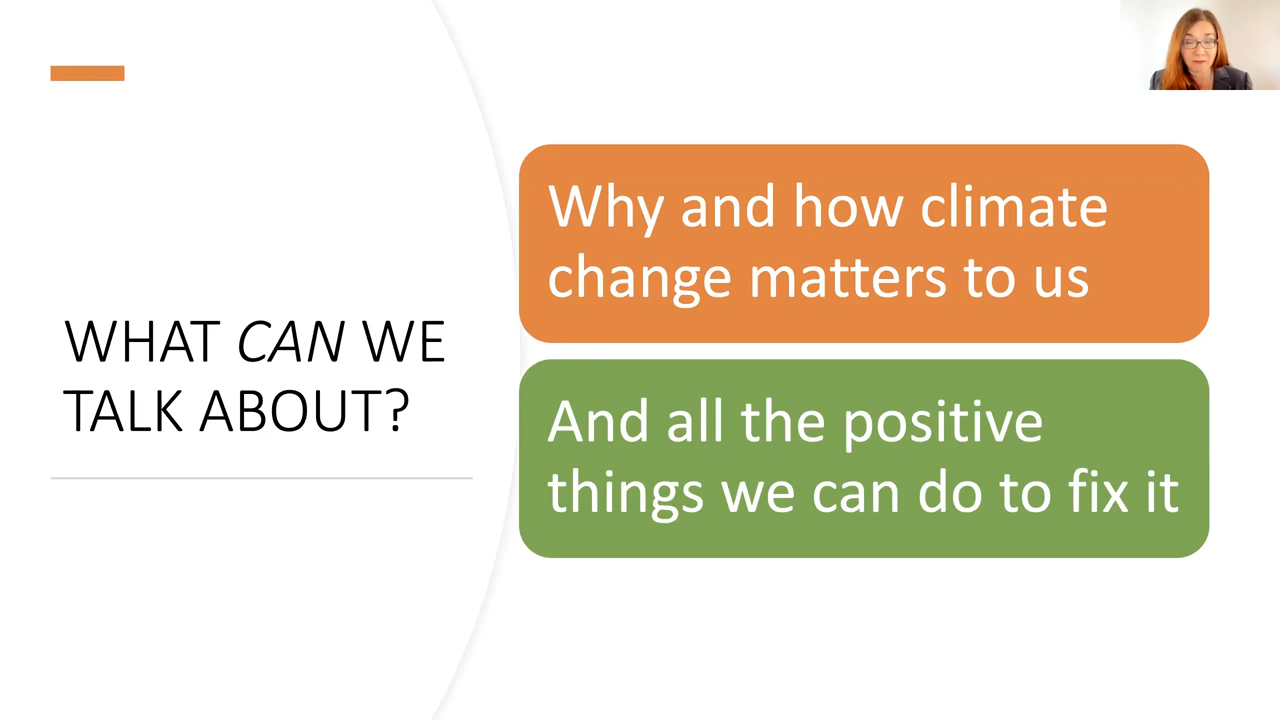 WHAT CAN WE
TALK ABOUT?
Why and how climate
change matters to us
And all the positive
things we can do to fix it